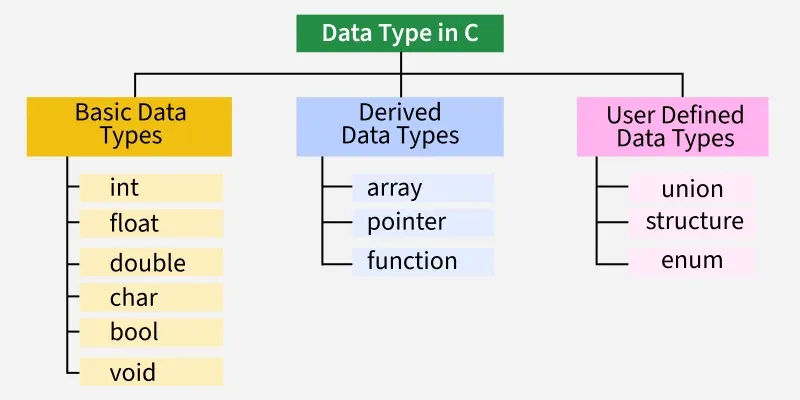 Data Type in C
Basic Data
Types
int
float
double
char
bool
void
Derived
Data Types
array
pointer
function
User Defined
Data Types
union
structure
enum